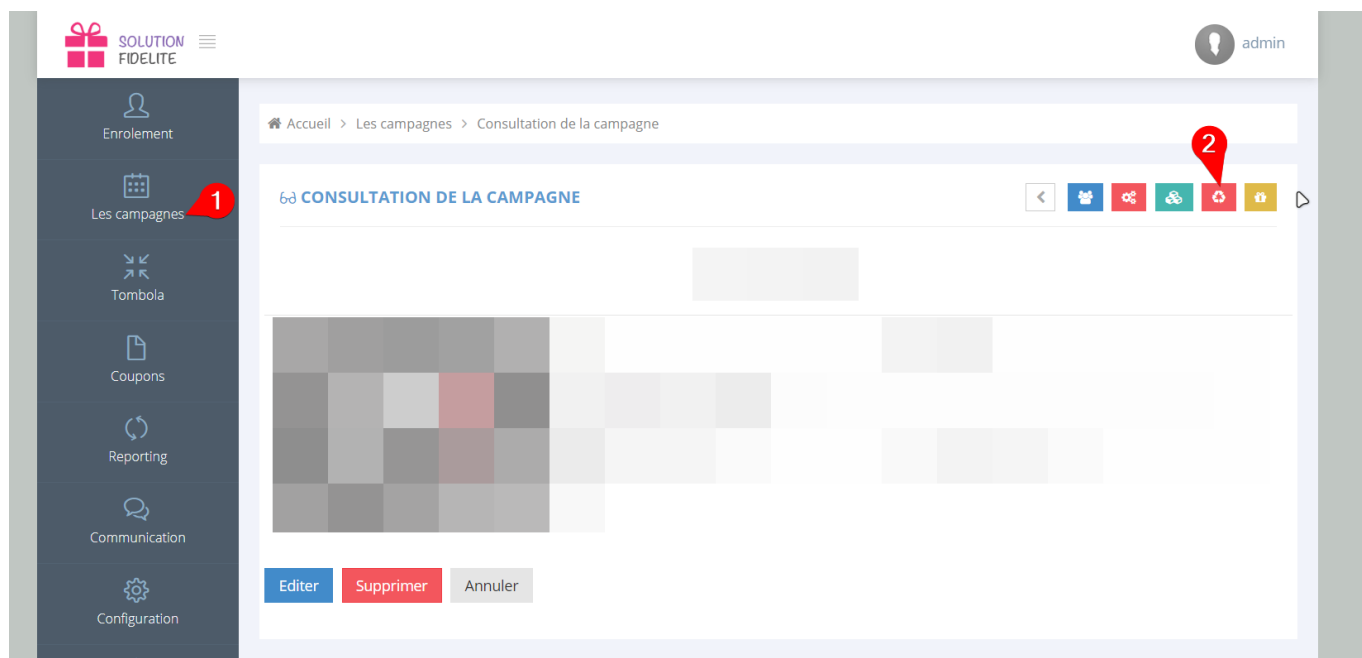 SOLUTION
FIDELITE
admin
Enrolement
Accueil > Les campagnes > Consultation de la campagne
2
Les campagnes
1
CONSULTATION DE LA CAMPAGNE
Tombola
Coupons
Reporting
Communication
Editer
Supprimer
Annuler
Configuration